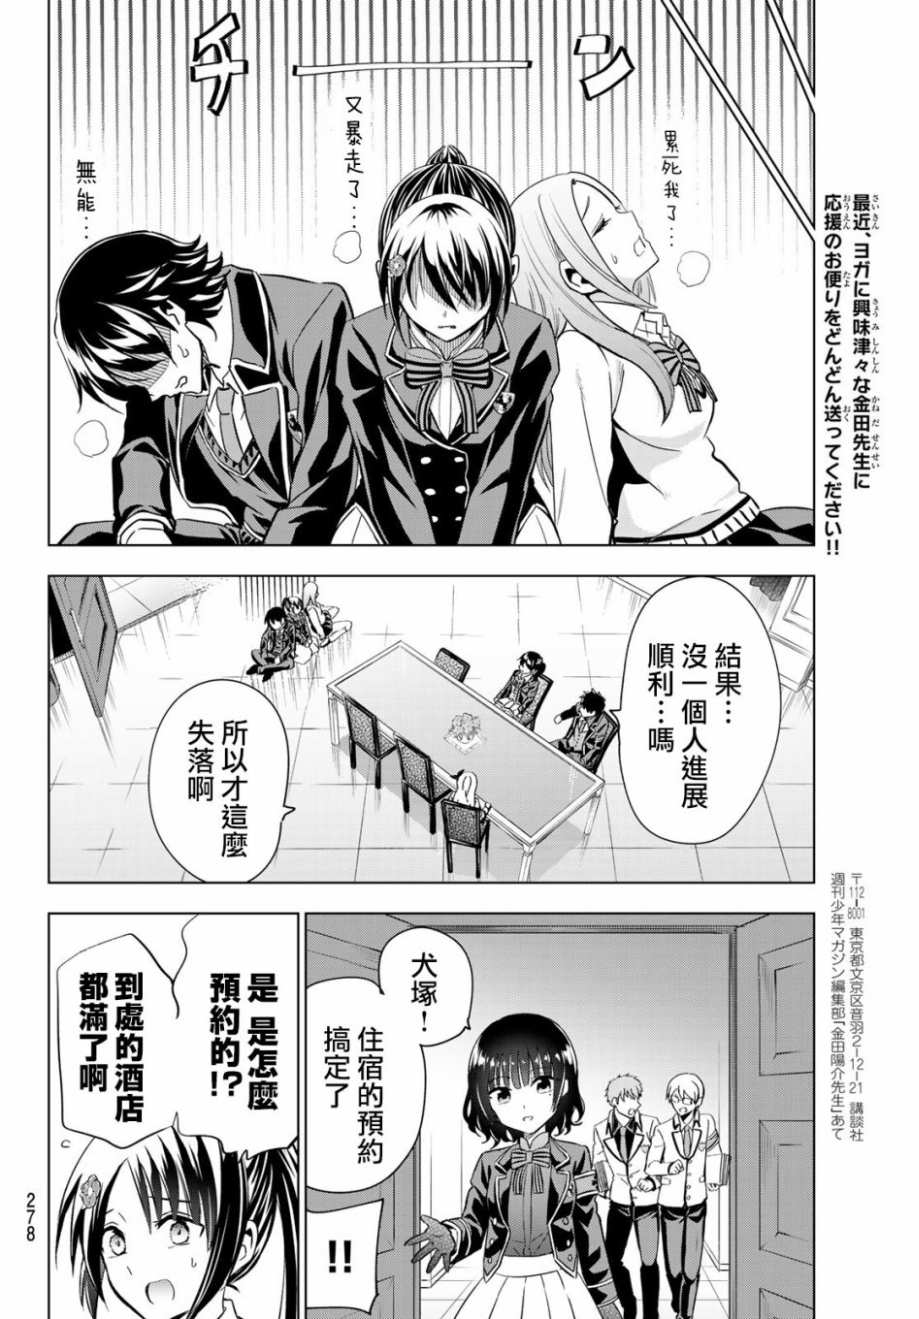 チーン
累死我了…
又暴走了…
無能…
最近、ヨガに興味津々な金田先生に
応援のお便りをどんどん送ってください!!
結果…
沒一個人進展
順利…嗎
所以才這麼
失落啊
〒112-8001 東京都文京区音羽2-12-21 講談社
週刊少年マガジン編集部「金田陽介先生」あて
犬塚！
住宿的預約
搞定了
!!
是 是怎麼
預約的!?
到處的酒店
都滿了啊
278